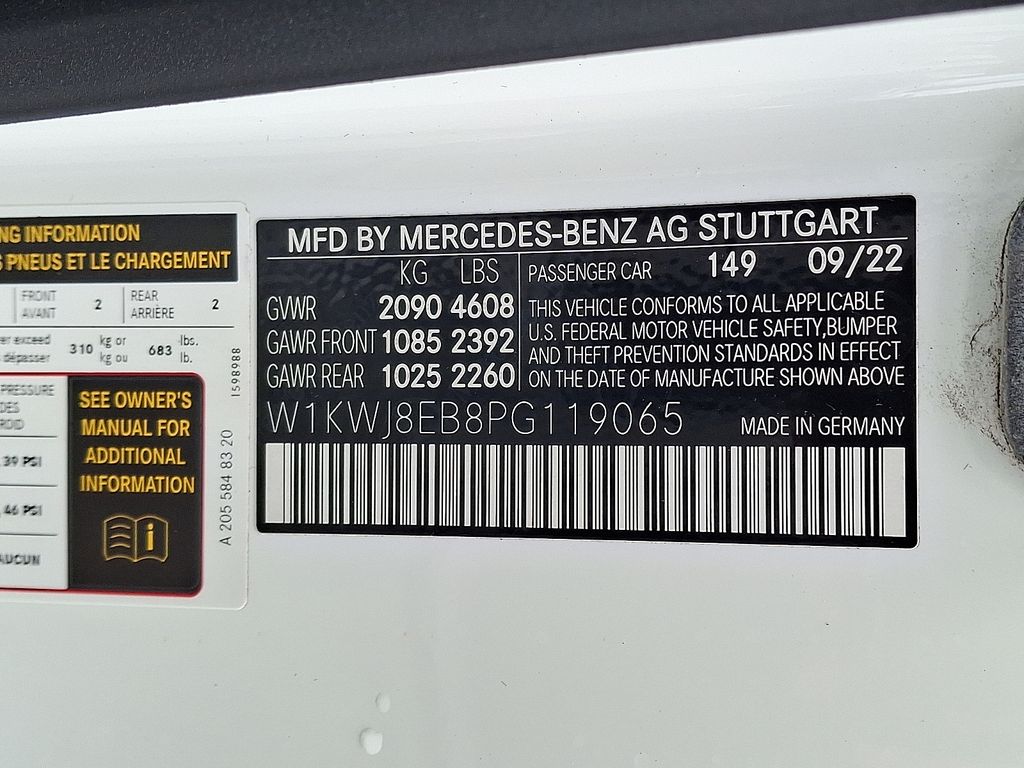 NG INFORMATION
S PNEUS ET LE CHARGEMENT
FRONT
AVANT
2
REAR
ARRIÈRE
2
er exceed
dépasser
310
kg or
kg ou
683
lbs.
lb.
PRESSURE
DES
ROID
39 PSI
46 PSI
AUCUN
SEE OWNER'S
MANUAL FOR
ADDITIONAL
INFORMATION
1598988
A 205 584 83 20
MFD BY MERCEDES-BENZ AG STUTTGART
KG LBS
GVWR 2090 4608
GAWR FRONT 1085 2392
GAWR REAR 1025 2260
PASSENGER CAR 149 09/22
THIS VEHICLE CONFORMS TO ALL APPLICABLE
U.S. FEDERAL MOTOR VEHICLE SAFETY,BUMPER
AND THEFT PREVENTION STANDARDS IN EFFECT
ON THE DATE OF MANUFACTURE SHOWN ABOVE
W1KWJ8EB8PG119065
MADE IN GERMANY